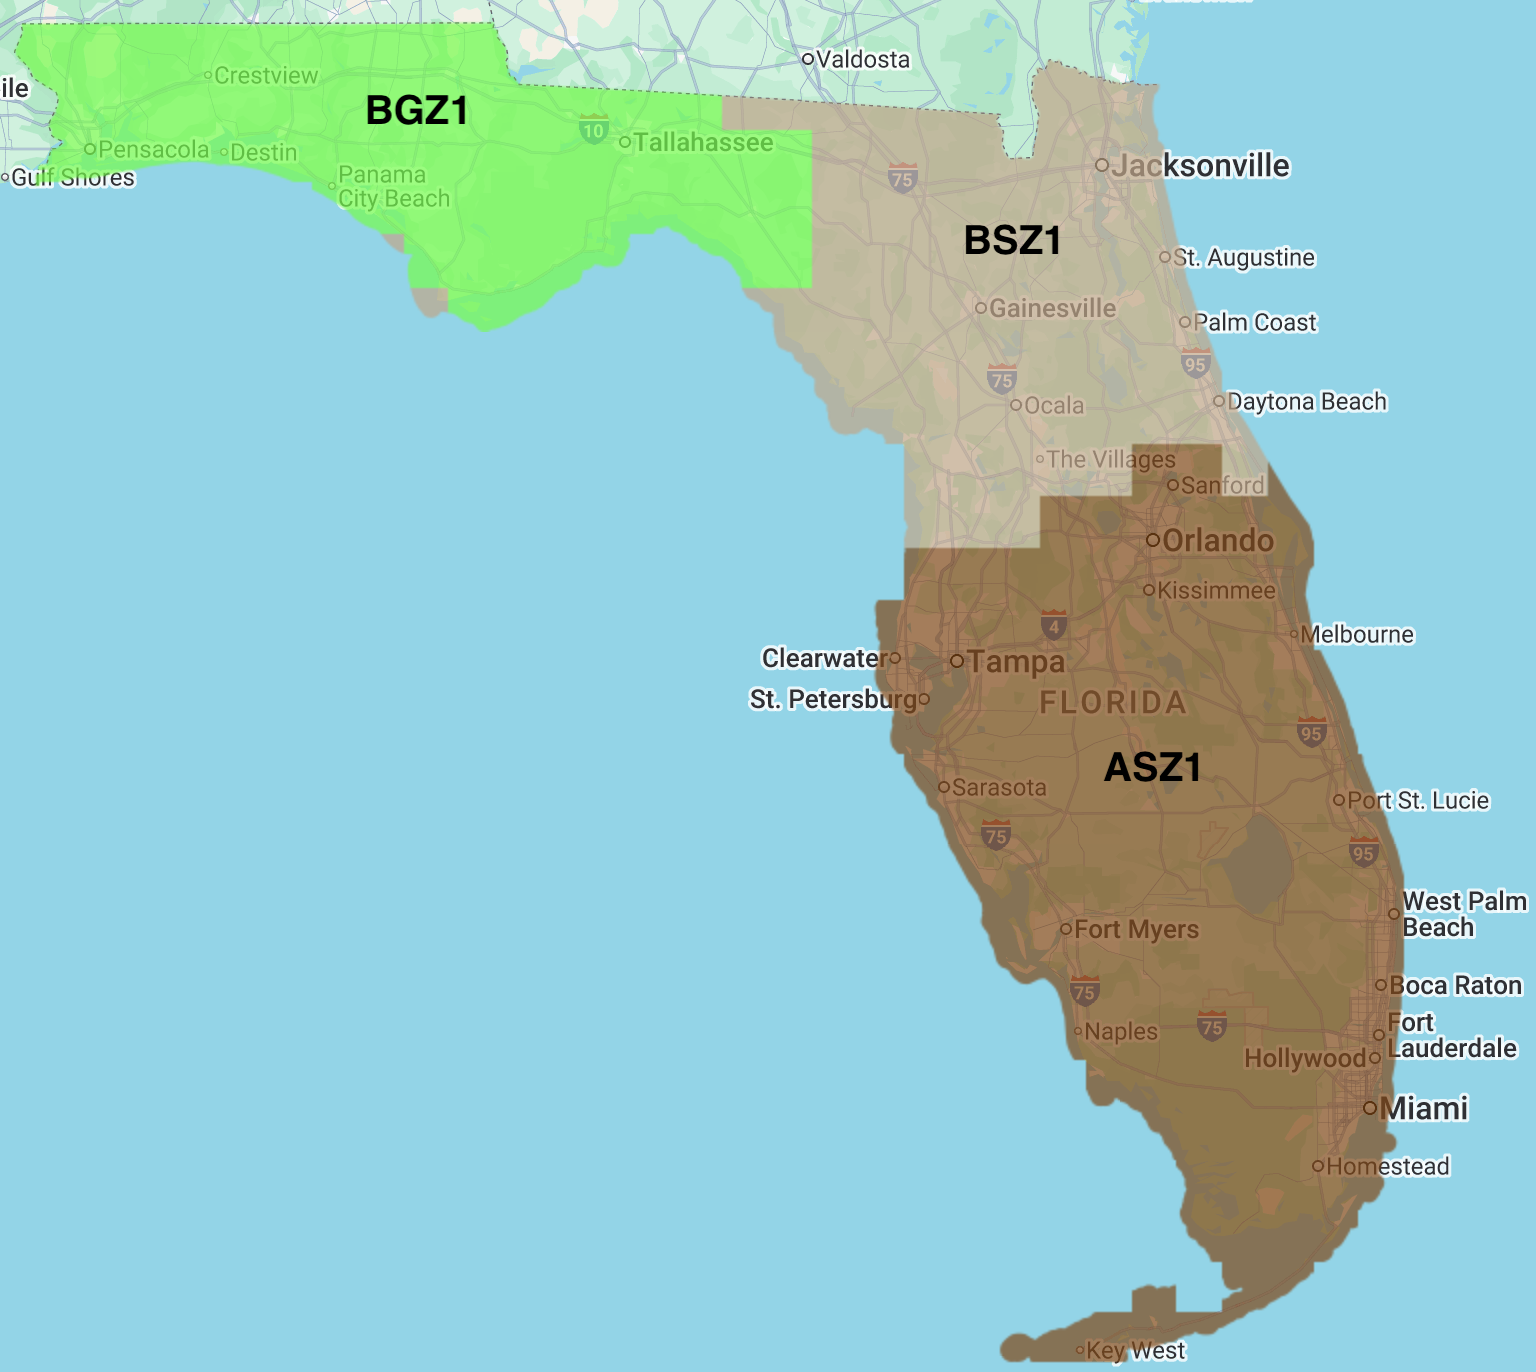 Valdosta
ile
Crestview
BGZ1
10
Tallahassee
Pensacola
Destin
Gulf Shores
Panama
City Beach
75
Jacksonville
BSZ1
St. Augustine
Gainesville
Palm Coast
95
75
Ocala
Daytona Beach
The Villages
Sanford
Orlando
Kissimmee
4
Melbourne
Clearwater
Tampa
St. Petersburg
FLORIDA
95
ASZ1
Sarasota
Port St. Lucie
75
95
West Palm
Beach
Fort Myers
75
Boca Raton
Naples
75
Fort
Lauderdale
Hollywood
Miami
Homestead
Key West